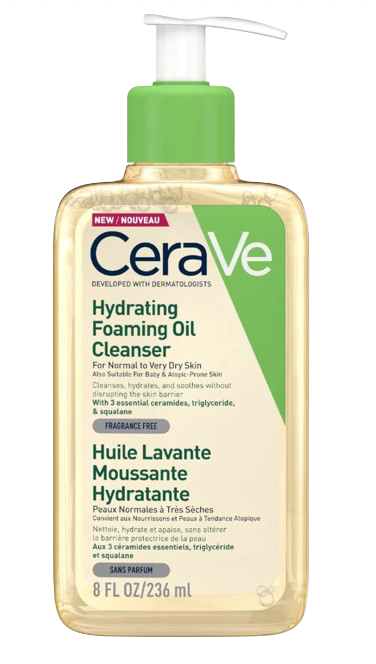 NEW / NOUVEAU
CeraVe
DEVELOPED WITH DERMATOLOGISTS
Hydrating
Foaming Oil
Cleanser
For Normal to Very Dry Skin
Also Suitable For Baby & Atopic-Prone Skin
Cleanses, hydrates, and soothes without
disrupting the skin barrier
With 3 essential ceramides, triglyceride,
& squalane
FRAGRANCE FREE
Huile Lavante
Moussante
Hydratante
Peaux Normales à Très Sèches
Convient aux Nourrissons et Peaux à Tendance Atopique
Nettoie, hydrate et apaise, sans altérer
la barrière protectrice de la peau
Aux 3 céramides essentiels, triglycéride
et squalane
SANS PARFUM
8 FL OZ/236 ml